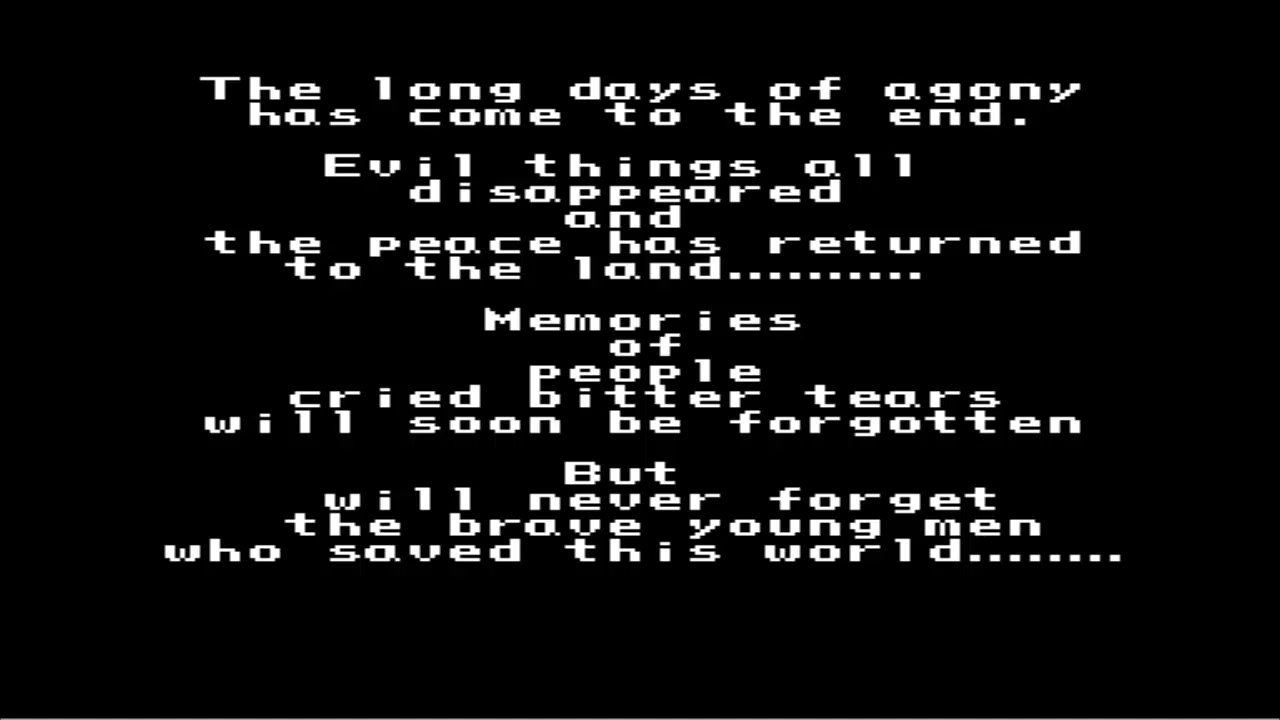 The long days of agony
has come to the end.
Evil things all
disappeared
and
the peace has returned
to the land..........
Memories
of
people
cried bitter tears
will soon be forgotten
But
will never forget
the brave young men
who saved this world........